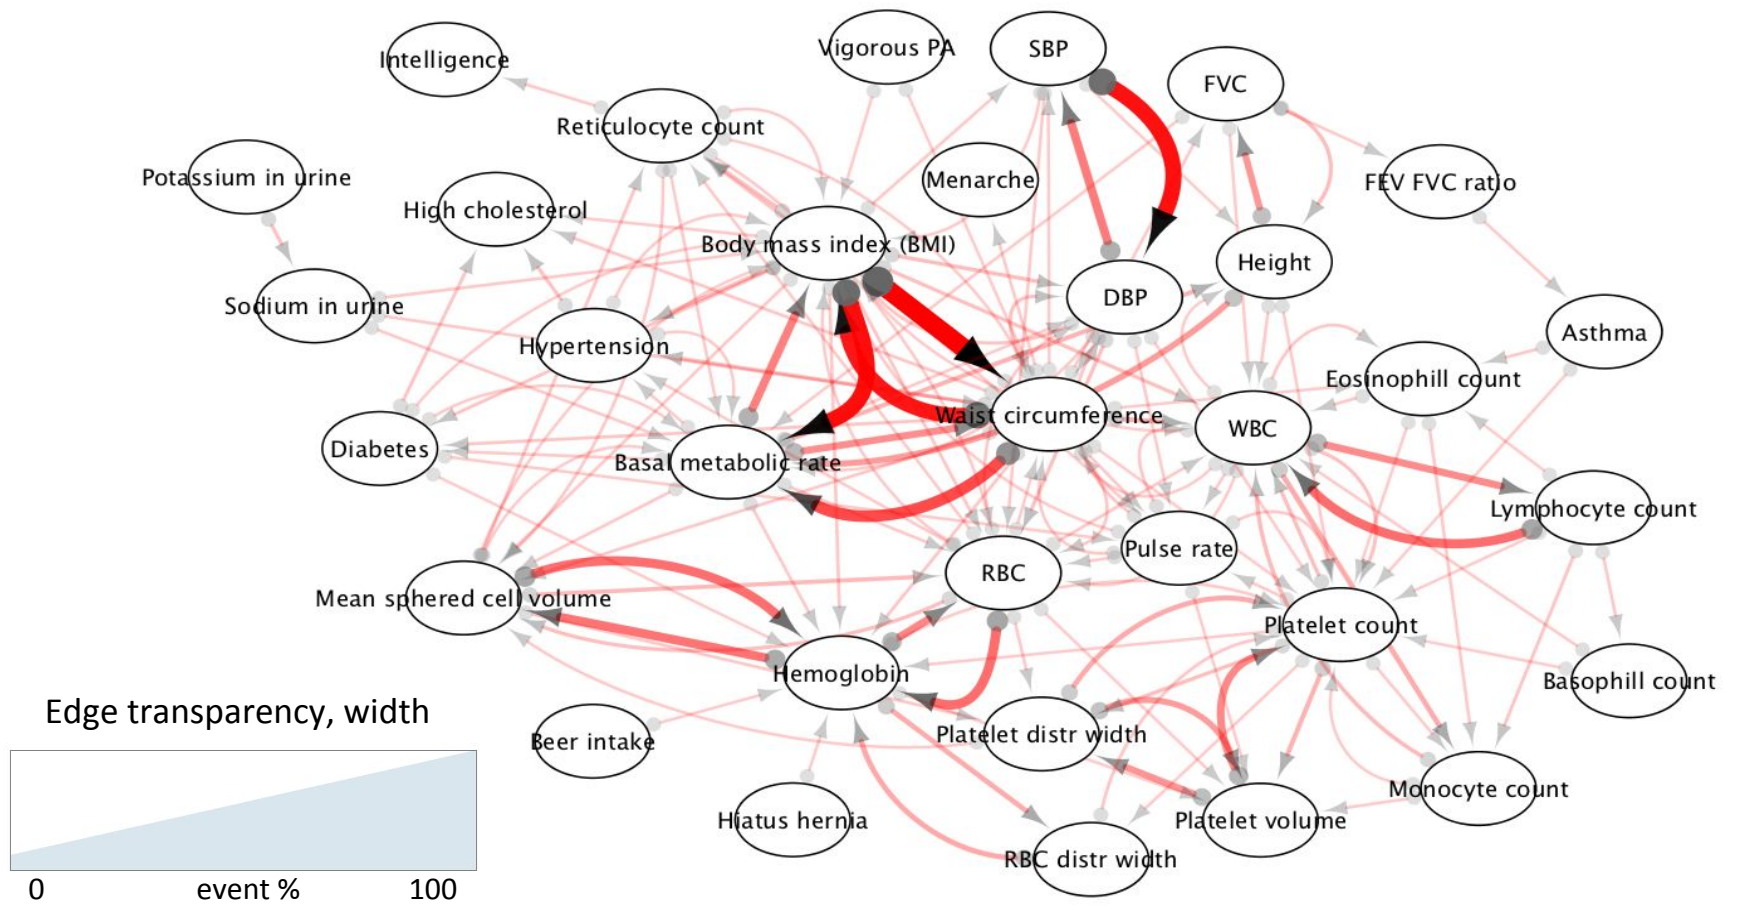 Vigorous PA
SBP
Intelligence
FVC
Reticulocyte count
Potassium in urine
Menarche
FEV FVC ratio
High cholesterol
Body mass index (BMI)
Height
DBP
Sodium in urine
Asthma
Hypertension
Eosinophill count
Waist circumference
WBC
Diabetes
Basal metabolic rate
Lymphocyte count
Pulse rate
RBC
Mean sphered cell volume
Platelet count
Hemoglobin
Basophill count
Edge transparency, width
Beer intake
Platelet distr width
Monocyte count
Hiatus hernia
Platelet volume
RBC distr width
0 event % 100